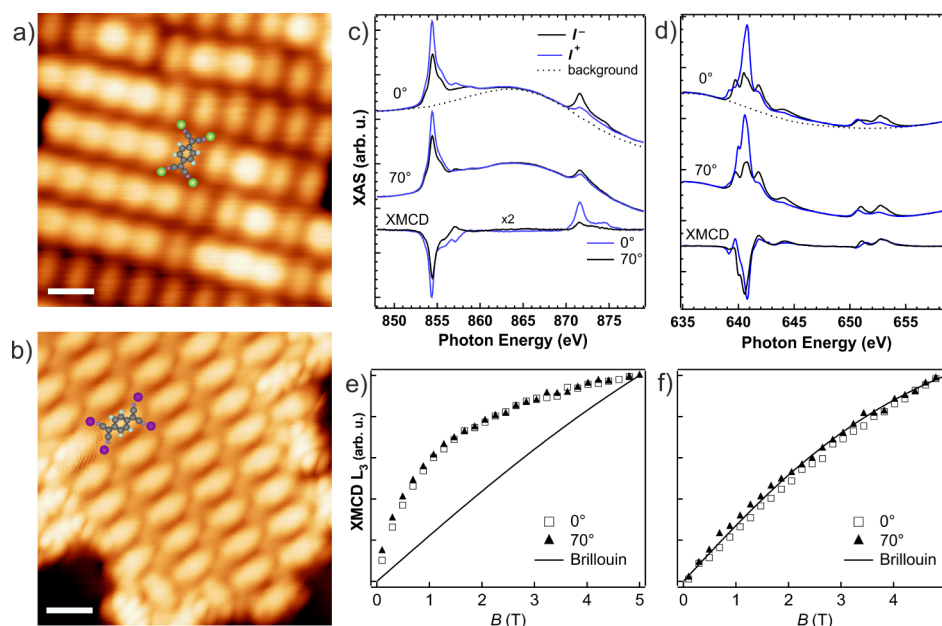 a)
b)
c)
I⁻
I⁺
background
0°
70°
XMCD
x2
0°
70°
XAS (arb. u.)
850 855 860 865 870 875
Photon Energy (eV)
d)
0°
70°
XMCD
635 640 645 650 655
Photon Energy (eV)
e)
XMCD L₃ (arb. u.)
0°
70°
Brillouin
0 1 2 3 4 5
B (T)
f)
0°
70°
Brillouin
0 1 2 3 4
B (T)